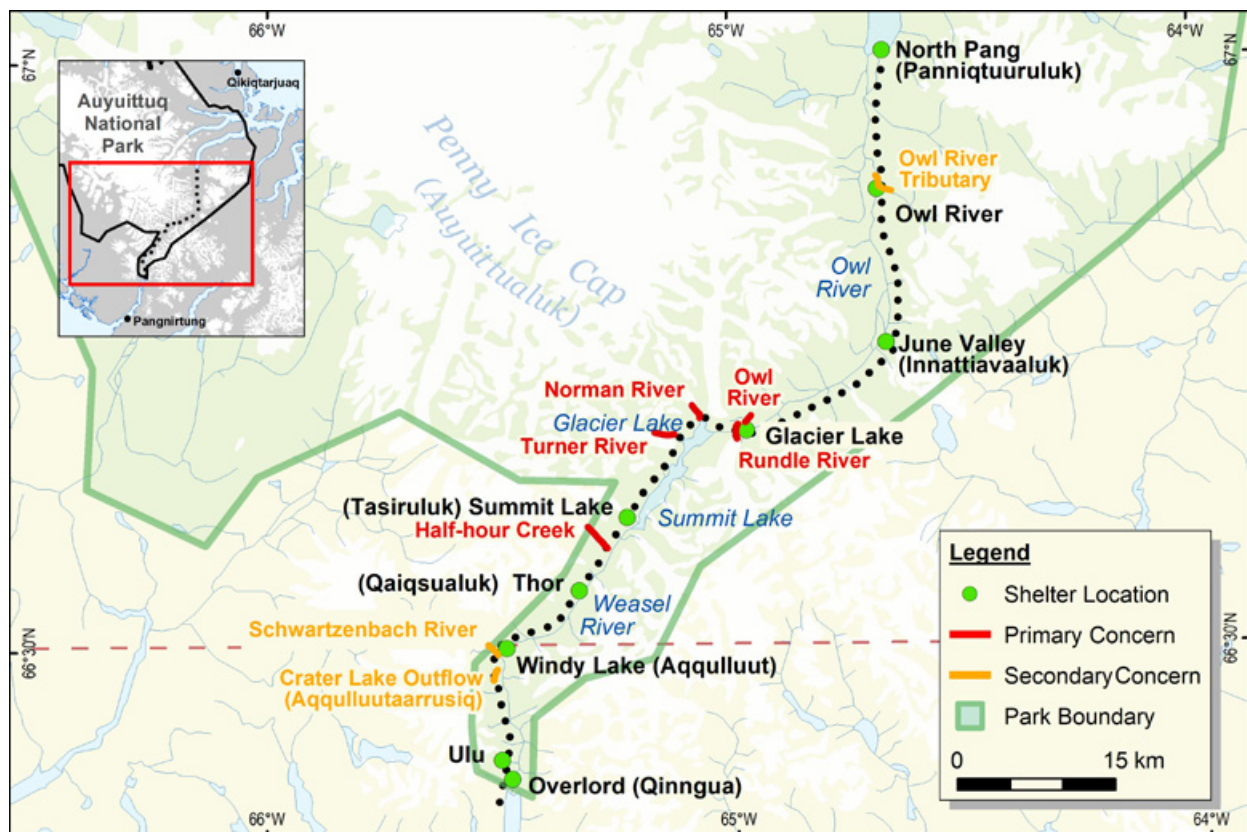 66°W
65°W
64°W
67°N
67°N
Qikiqtarjuaq
Auyuittuq
National
Park
Pangnirtung
Penny Ice Cap
(Auyuittualuk)
North Pang
(Panniqtuuruluk)
Owl River
Tributary
Owl River
Owl
River
June Valley
(Innattiavaaluk)
Norman River
Owl
River
Glacier Lake
Turner River
Glacier Lake
Rundle River
(Tasiruluk) Summit Lake
Summit Lake
Half-hour Creek
(Qaiqsualuk) Thor
Weasel
River
Schwartzenbach River
66°30'N
66°30'N
Windy Lake (Aqqulluut)
Crater Lake Outflow
(Aqqulluutaarrusiq)
Ulu
Overlord (Qinngua)
Legend
Shelter Location
Primary Concern
Secondary Concern
Park Boundary
0 15 km
66°W
65°W
64°W